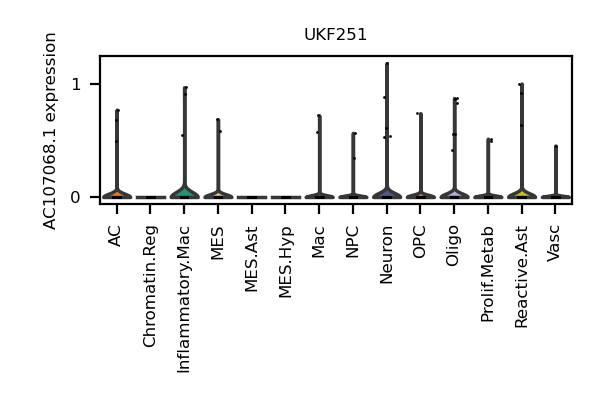 UKF251
AC107068.1 expression
1
0
AC
Chromatin.Reg
Inflammatory.Mac
MES
MES.Ast
MES.Hyp
Mac
NPC
Neuron
OPC
Oligo
Prolif.Metab
Reactive.Ast
Vasc